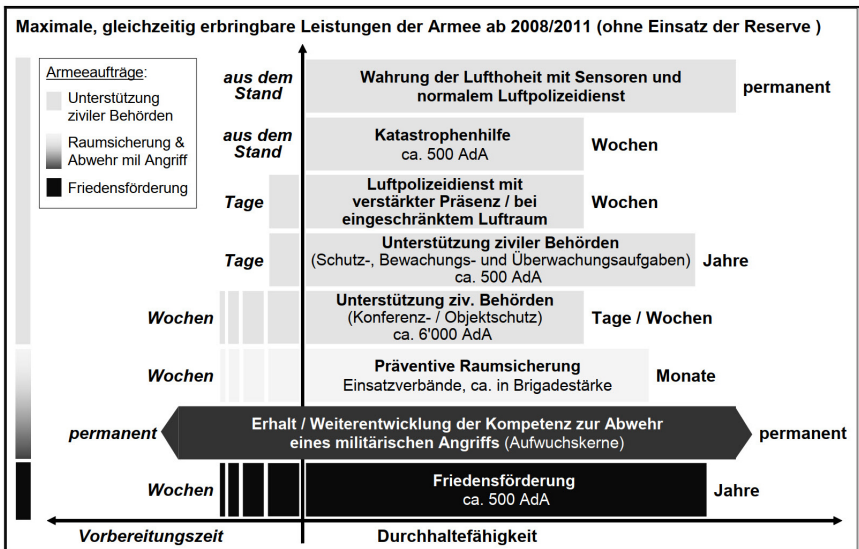 Maximale, gleichzeitig erbringbare Leistungen der Armee ab 2008/2011 (ohne Einsatz der Reserve )
Armeeaufträge:
Unterstützung
ziviler Behörden
Raumsicherung &
Abwehr mil Angriff
Friedensförderung
aus dem
Stand
Wahrung der Lufthoheit mit Sensoren und
normalem Luftpolizeidienst
permanent
aus dem
Stand
Katastrophenhilfe
ca. 500 AdA
Wochen
Tage
Luftpolizeidienst mit
verstärkter Präsenz / bei
eingeschränktem Luftraum
Wochen
Tage
Unterstützung ziviler Behörden
(Schutz-, Bewachungs- und Überwachungsaufgaben)
ca. 500 AdA
Jahre
Wochen
Unterstützung ziv. Behörden
(Konferenz- / Objektschutz)
ca. 6'000 AdA
Tage / Wochen
Wochen
Präventive Raumsicherung
Einsatzverbände, ca. in Brigadestärke
Monate
permanent
Erhalt / Weiterentwicklung der Kompetenz zur Abwehr
eines militärischen Angriffs (Aufwuchskerne)
permanent
Wochen
Friedensförderung
ca. 500 AdA
Jahre
Vorbereitungszeit
Durchhaltefähigkeit